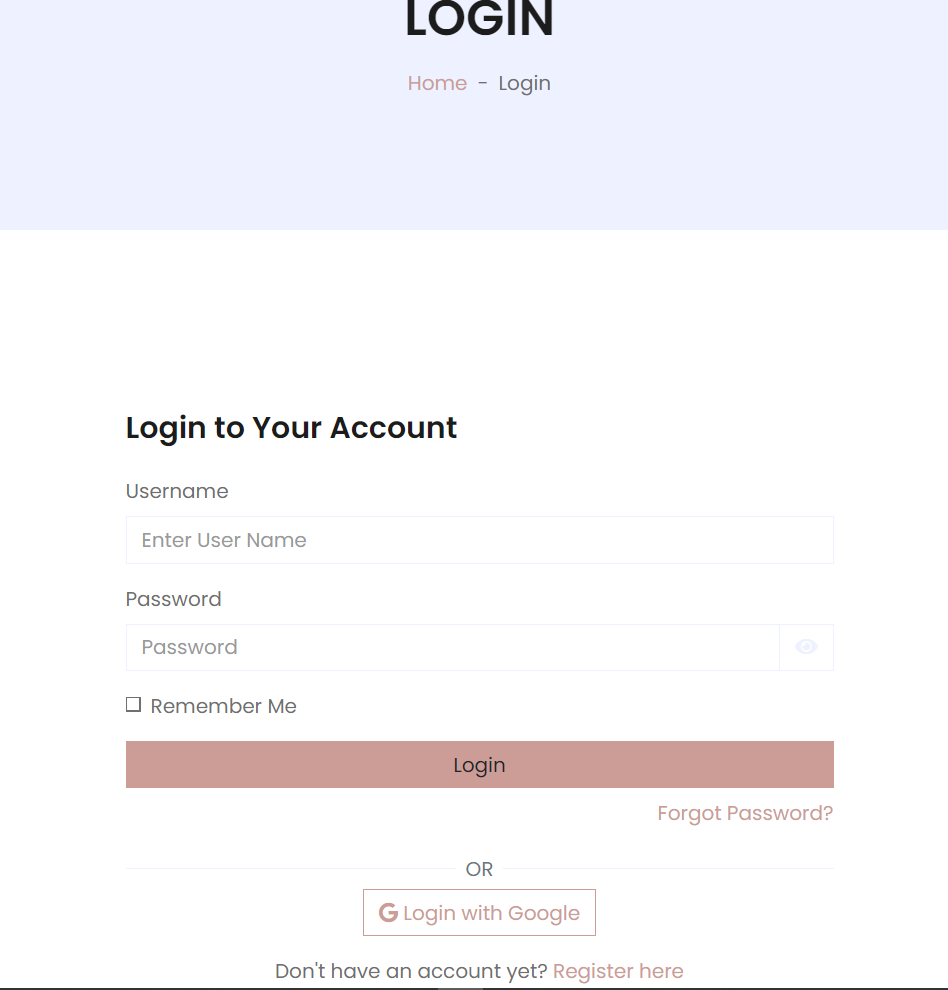 LOGIN
Home - Login
Login to Your Account
Username
Enter User Name
Password
Password
Remember Me
Login
Forgot Password?
OR
Login with Google
Don't have an account yet? Register here